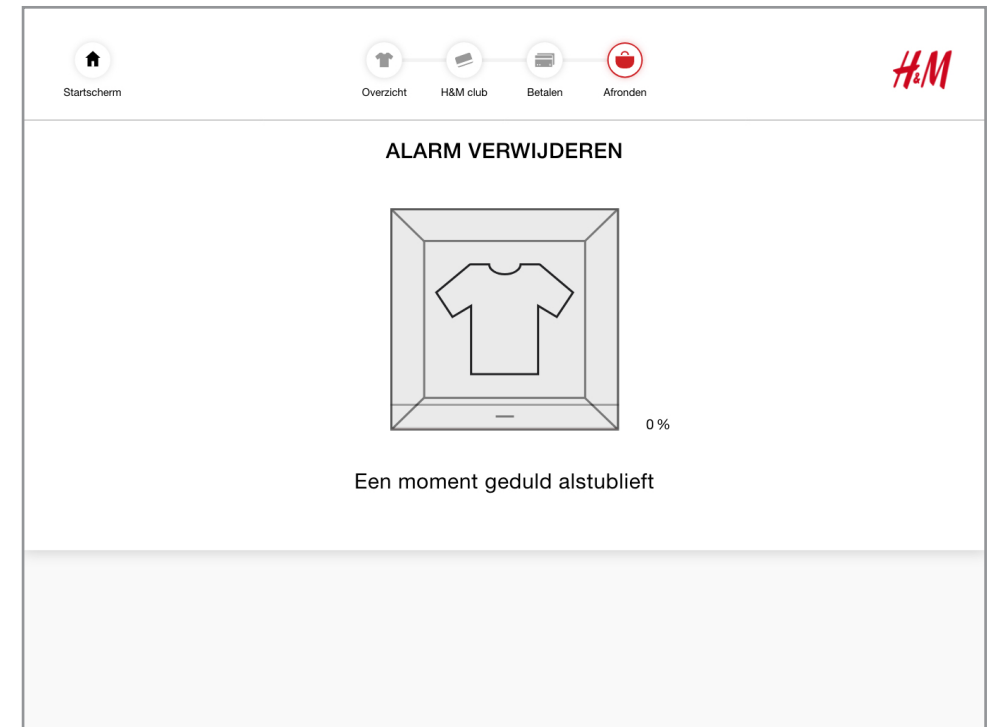 Startscherm
Overzicht
H&M club
Betalen
Afronden
H&M
ALARM VERWIJDEREN
0 %
Een moment geduld alstublieft